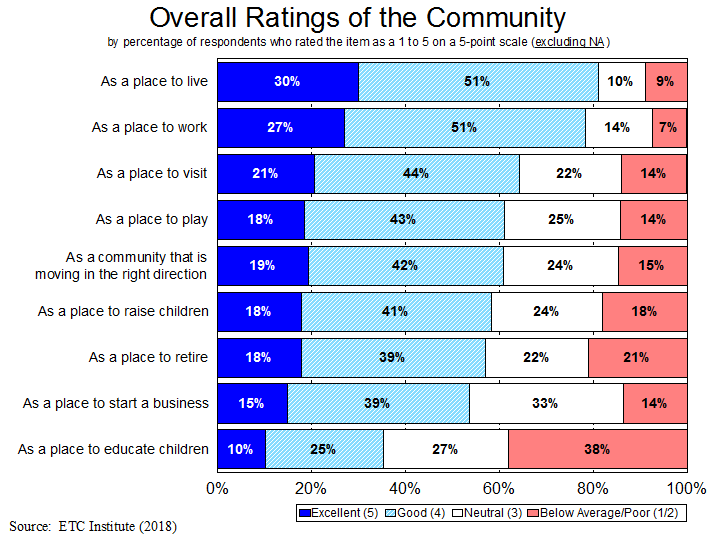 Overall Ratings of the Community
by percentage of respondents who rated the item as a 1 to 5 on a 5-point scale (excluding NA)
As a place to live 30% 51% 10% 9%
As a place to work 27% 51% 14% 7%
As a place to visit 21% 44% 22% 14%
As a place to play 18% 43% 25% 14%
As a community that is
moving in the right direction 19% 42% 24% 15%
As a place to raise children 18% 41% 24% 18%
As a place to retire 18% 39% 22% 21%
As a place to start a business 15% 39% 33% 14%
As a place to educate children 10% 25% 27% 38%
0% 20% 40% 60% 80% 100%
Excellent (5) Good (4) Neutral (3) Below Average/Poor (1/2)
Source: ETC Institute (2018)